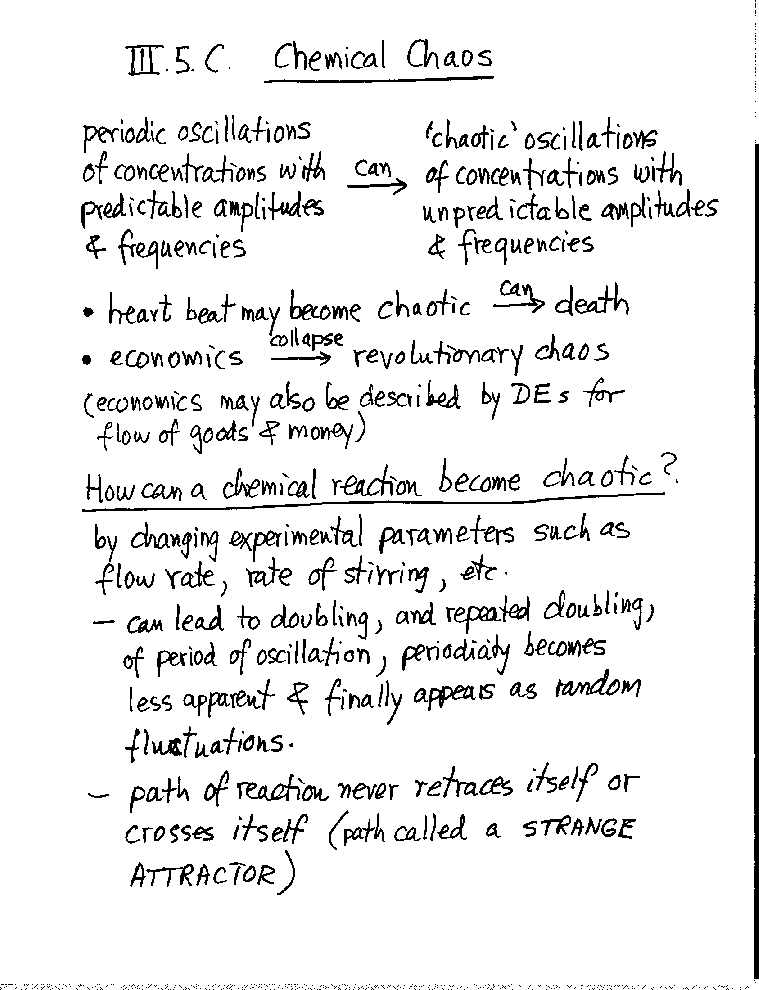 III.5.C. Chemical Chaos
periodic oscillations
of concentrations with
predictable amplitudes
& frequencies
can →
'chaotic' oscillations
of concentrations with
unpredictable amplitudes
& frequencies
• heart beat may become chaotic can → death
• economics collapse → revolutionary chaos
(economics may also be described by DEs for
flow of goods & money)
How can a chemical reaction become chaotic?
by changing experimental parameters such as
flow rate, rate of stirring, etc.
– can lead to doubling, and repeated doubling,
of period of oscillation, periodicity becomes
less apparent & finally appears as random
fluctuations.
– path of reaction never retraces itself or
crosses itself (path called a STRANGE
ATTRACTOR)